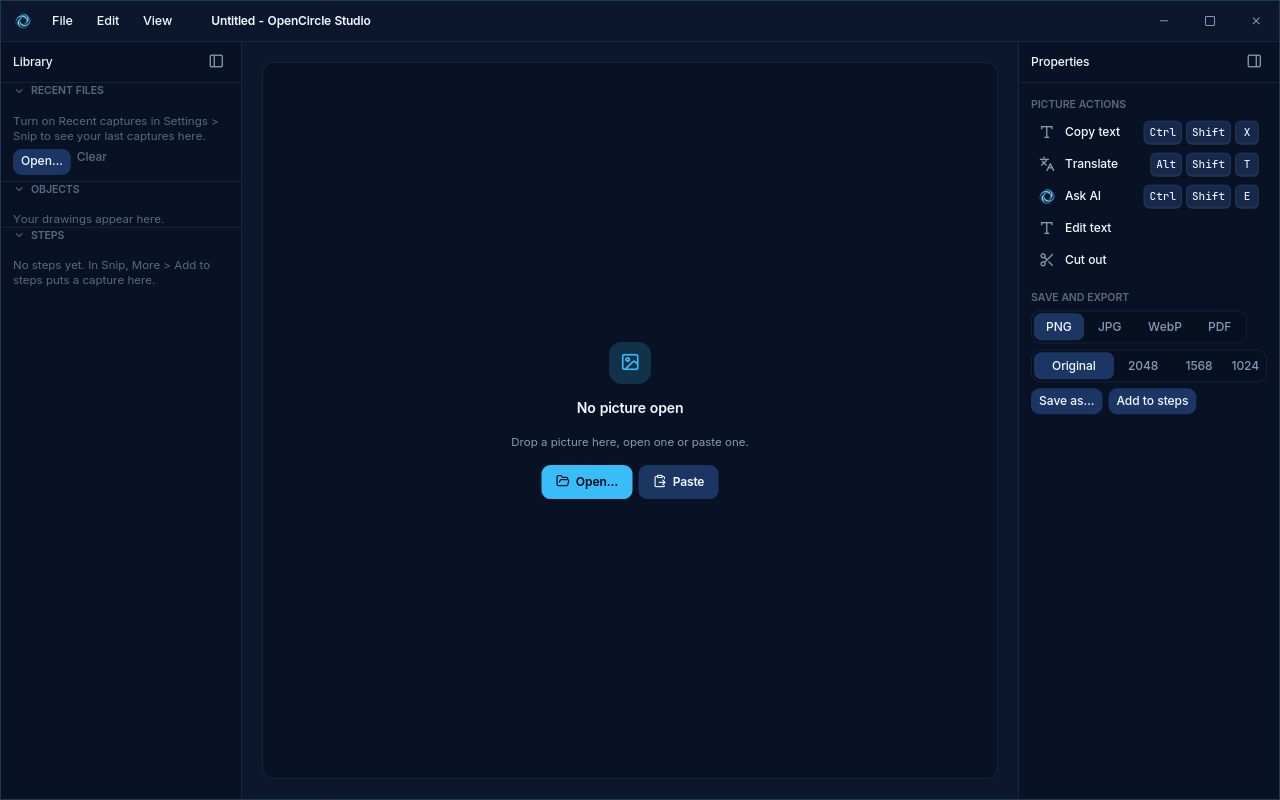 File Edit View Untitled - OpenCircle Studio
Library
RECENT FILES
Turn on Recent captures in Settings >
Snip to see your last captures here.
Open... Clear
OBJECTS
Your drawings appear here.
STEPS
No steps yet. In Snip, More > Add to
steps puts a capture here.
No picture open
Drop a picture here, open one or paste one.
Open... Paste
Properties
PICTURE ACTIONS
Copy text Ctrl Shift X
Translate Alt Shift T
Ask AI Ctrl Shift E
Edit text
Cut out
SAVE AND EXPORT
PNG JPG WebP PDF
Original 2048 1568 1024
Save as... Add to steps